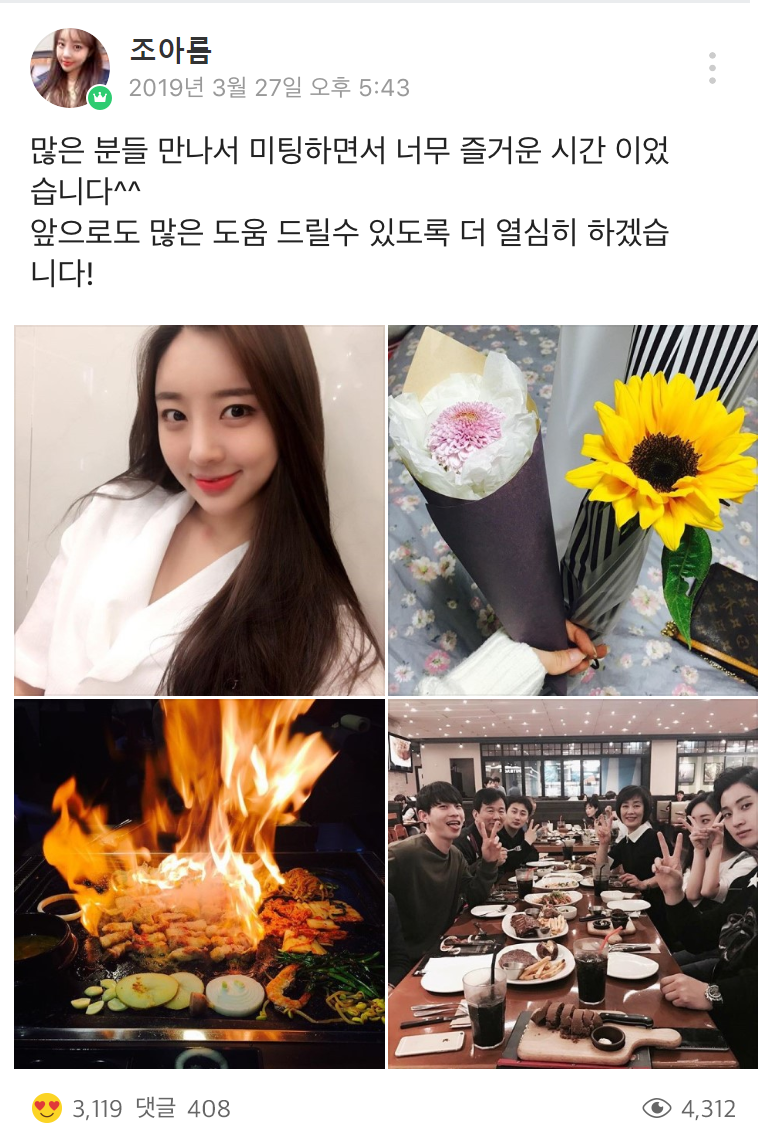 조아름
2019년 3월 27일 오후 5:43
많은 분들 만나서 미팅하면서 너무 즐거운 시간 이었
습니다^^
앞으로도 많은 도움 드릴수 있도록 더 열심히 하겠습
니다!
3,119 댓글 408
4,312